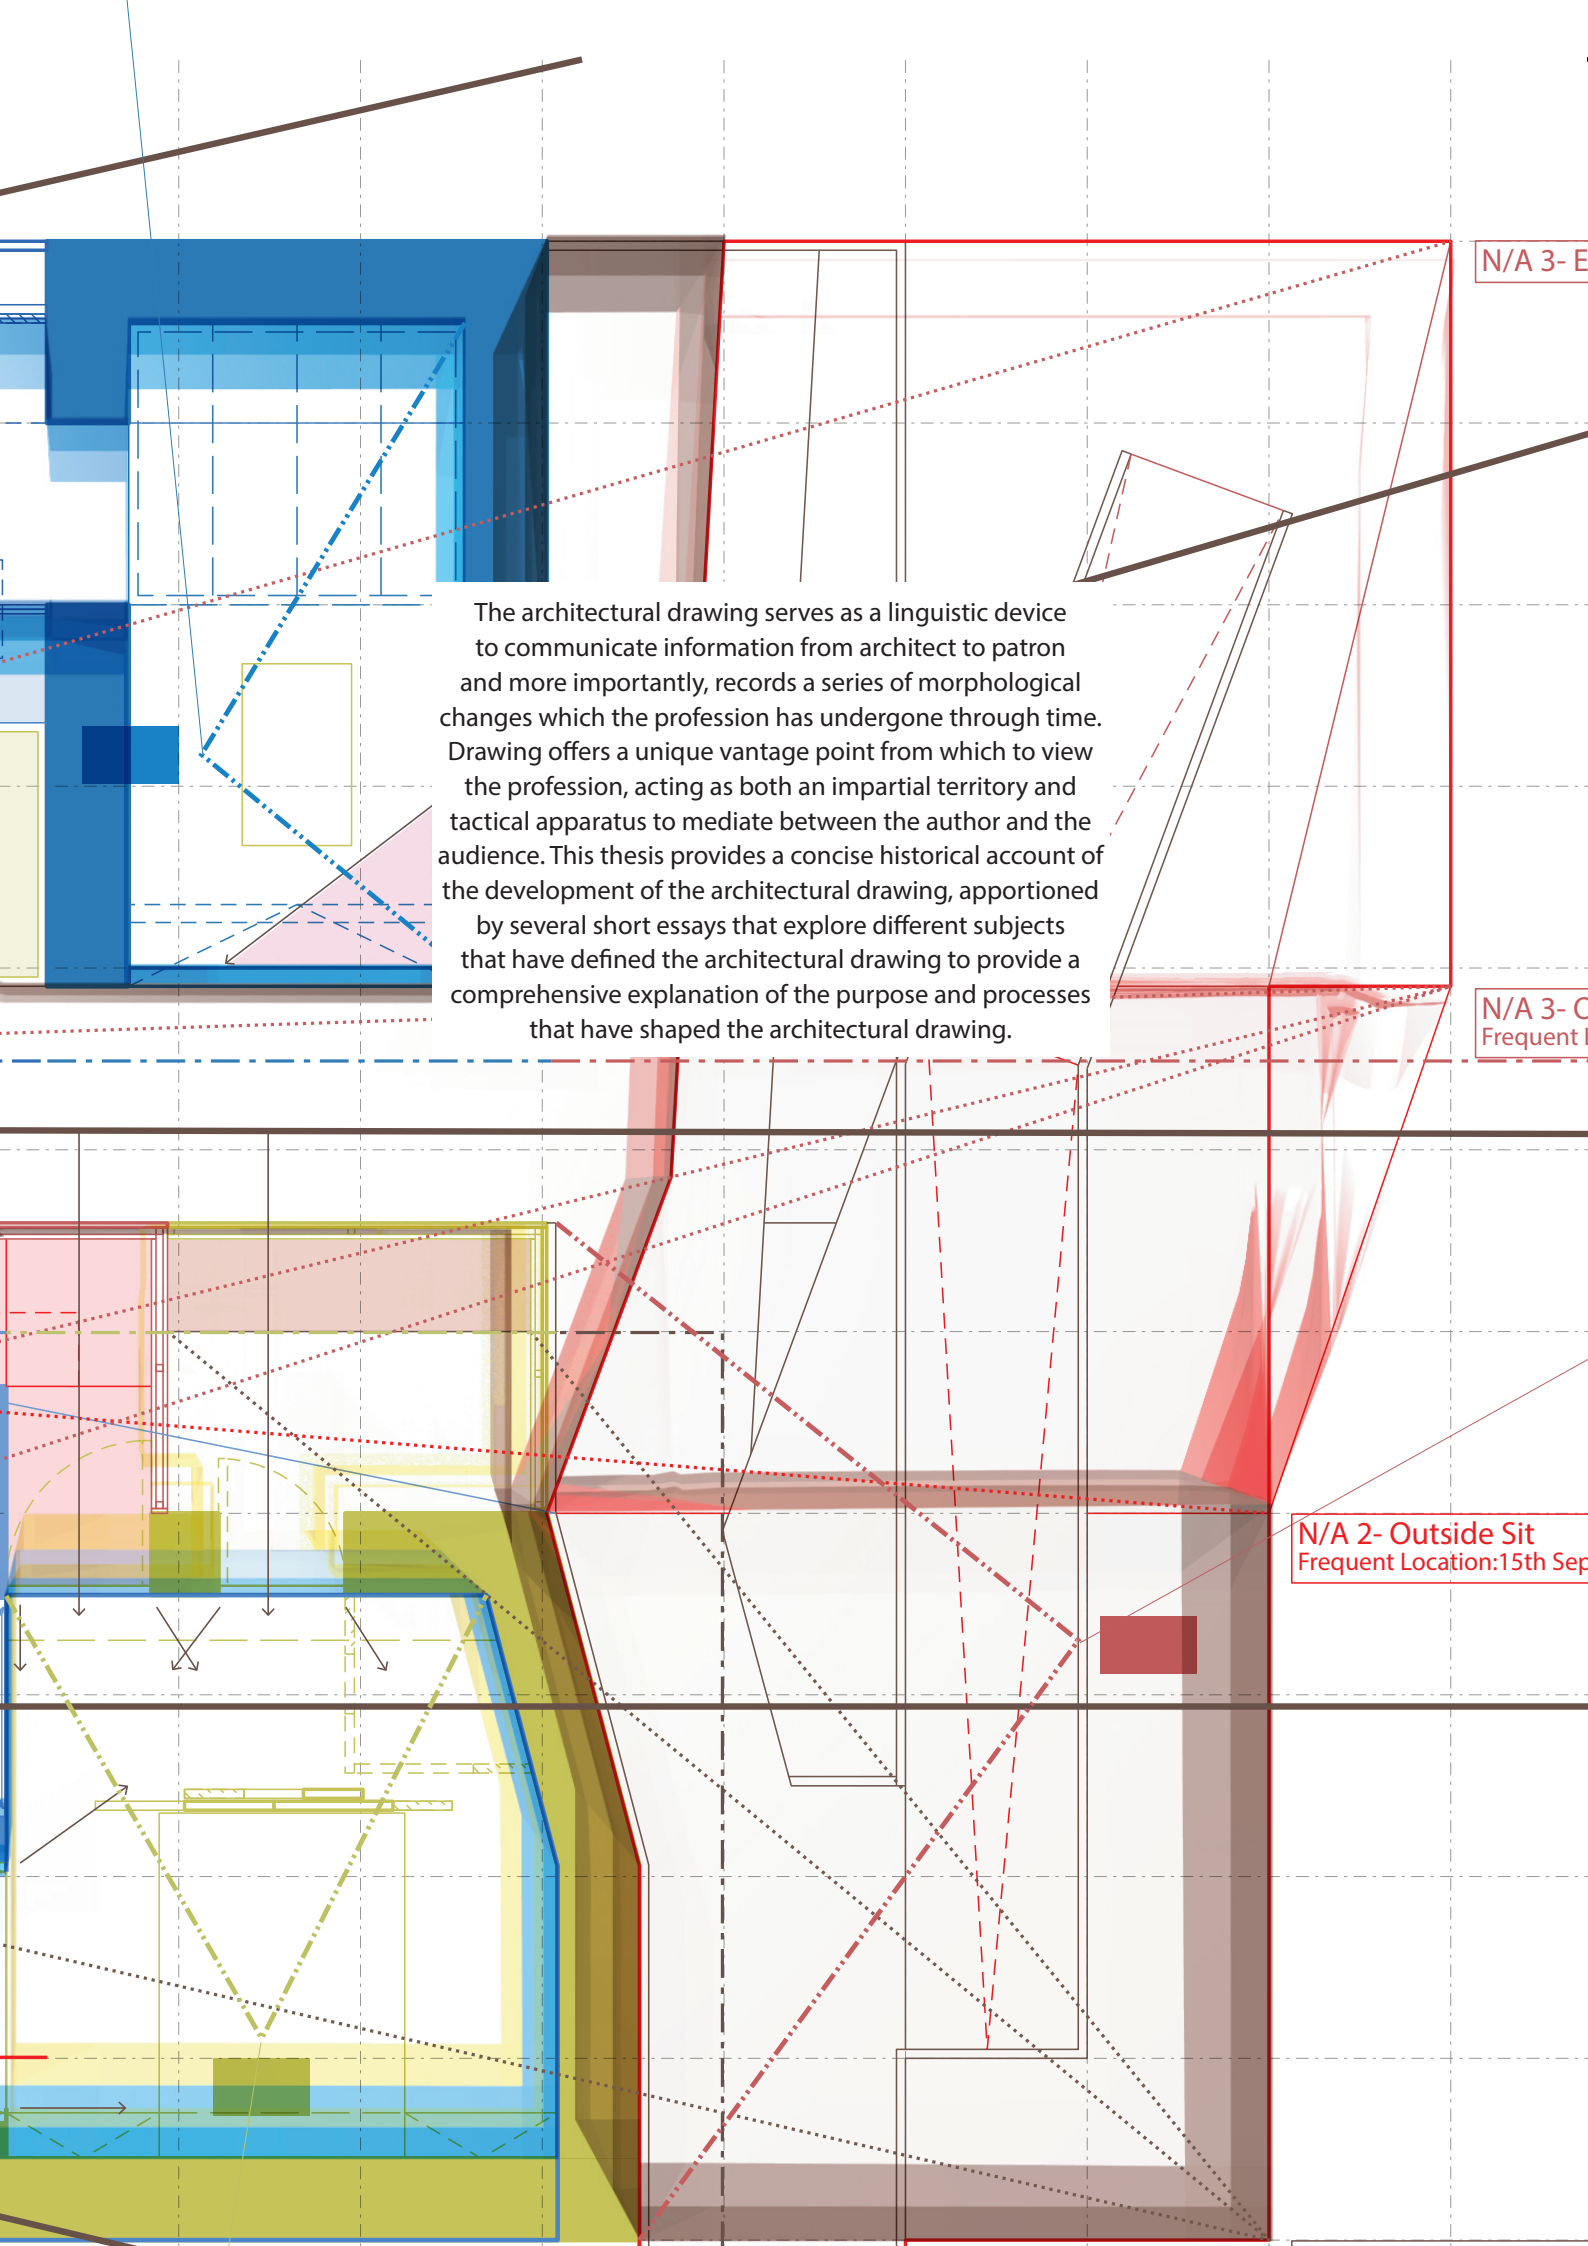 N/A 3- E
The architectural drawing serves as a linguistic device
to communicate information from architect to patron
and more importantly, records a series of morphological
changes which the profession has undergone through time.
Drawing offers a unique vantage point from which to view
the profession, acting as both an impartial territory and
tactical apparatus to mediate between the author and the
audience. This thesis provides a concise historical account of
the development of the architectural drawing, apportioned
by several short essays that explore different subjects
that have defined the architectural drawing to provide a
comprehensive explanation of the purpose and processes
that have shaped the architectural drawing.
N/A 3-
Frequent
N/A 2- Outside Sit
Frequent Location:15th Sep